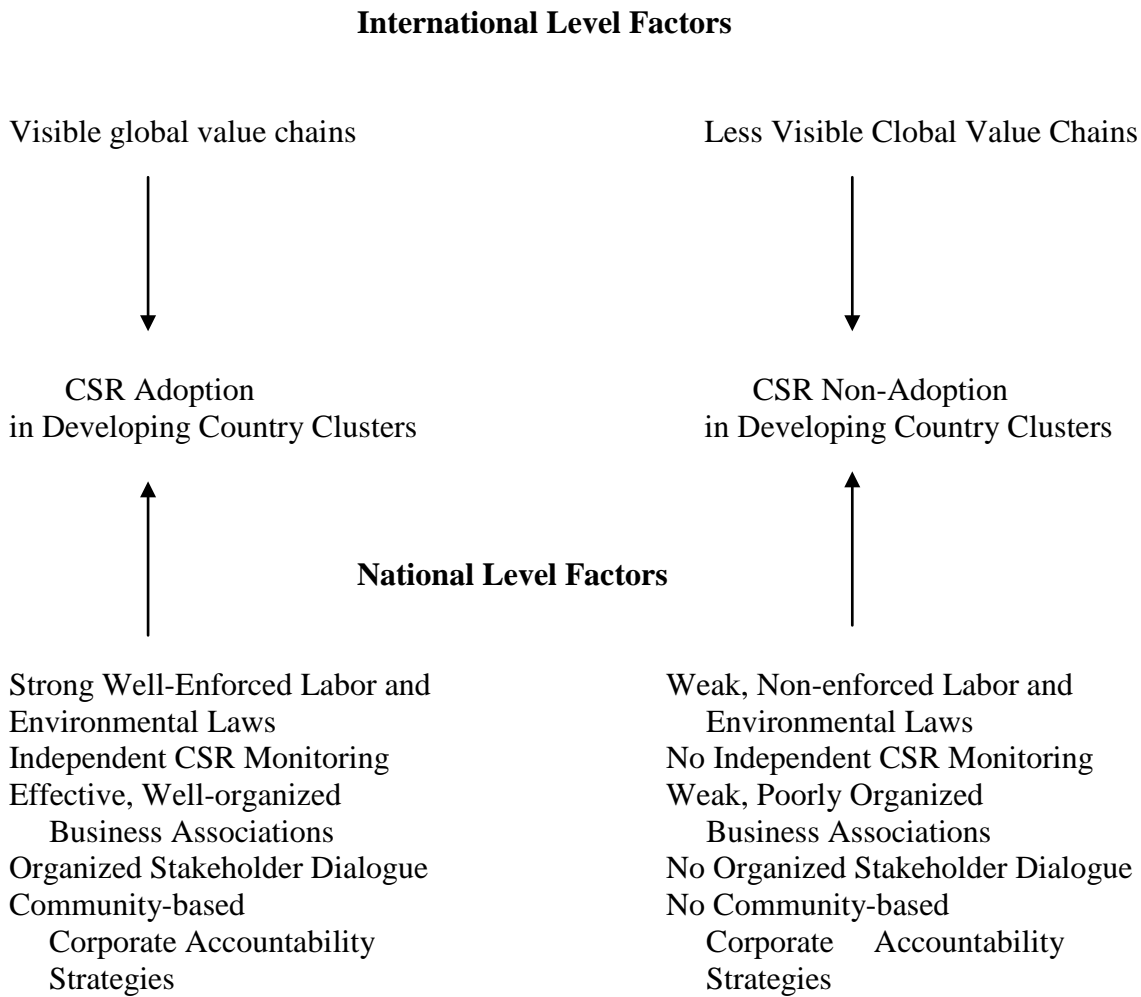 International Level Factors
Visible global value chains
Less Visible Clobal Value Chains
CSR Adoption
in Developing Country Clusters
CSR Non-Adoption
in Developing Country Clusters
National Level Factors
Strong Well-Enforced Labor and
Environmental Laws
Independent CSR Monitoring
Effective, Well-organized
Business Associations
Organized Stakeholder Dialogue
Community-based
Corporate Accountability
Strategies
Weak, Non-enforced Labor and
Environmental Laws
No Independent CSR Monitoring
Weak, Poorly Organized
Business Associations
No Organized Stakeholder Dialogue
No Community-based
Corporate Accountability
Strategies